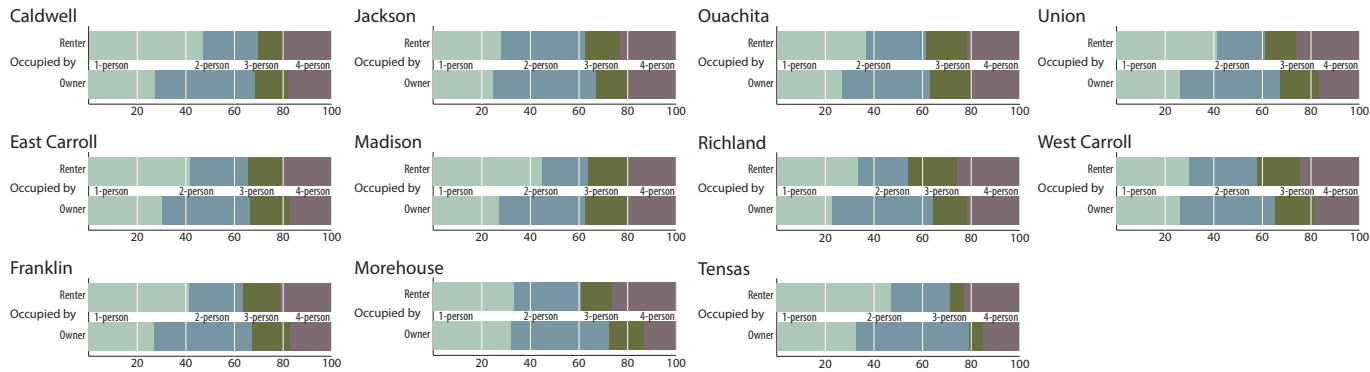 Caldwell
Renter
Occupied by
1-person 2-person 3-person 4-person
Owner
20 40 60 80 100
Jackson
Renter
Occupied by
1-person 2-person 3-person 4-person
Owner
20 40 60 80 100
Ouachita
Renter
Occupied by
1-person 2-person 3-person 4-person
Owner
20 40 60 80 100
Union
Renter
Occupied by
1-person 2-person 3-person 4-person
Owner
20 40 60 80 100
East Carroll
Renter
Occupied by
1-person 2-person 3-person 4-person
Owner
20 40 60 80 100
Madison
Renter
Occupied by
1-person 2-person 3-person 4-person
Owner
20 40 60 80 100
Richland
Renter
Occupied by
1-person 2-person 3-person 4-person
Owner
20 40 60 80 100
West Carroll
Renter
Occupied by
1-person 2-person 3-person 4-person
Owner
20 40 60 80 100
Franklin
Renter
Occupied by
1-person 2-person 3-person 4-person
Owner
20 40 60 80 100
Morehouse
Renter
Occupied by
1-person 2-person 3-person 4-person
Owner
20 40 60 80 100
Tensas
Renter
Occupied by
1-person 2-person 3-person 4-person
Owner
20 40 60 80 100